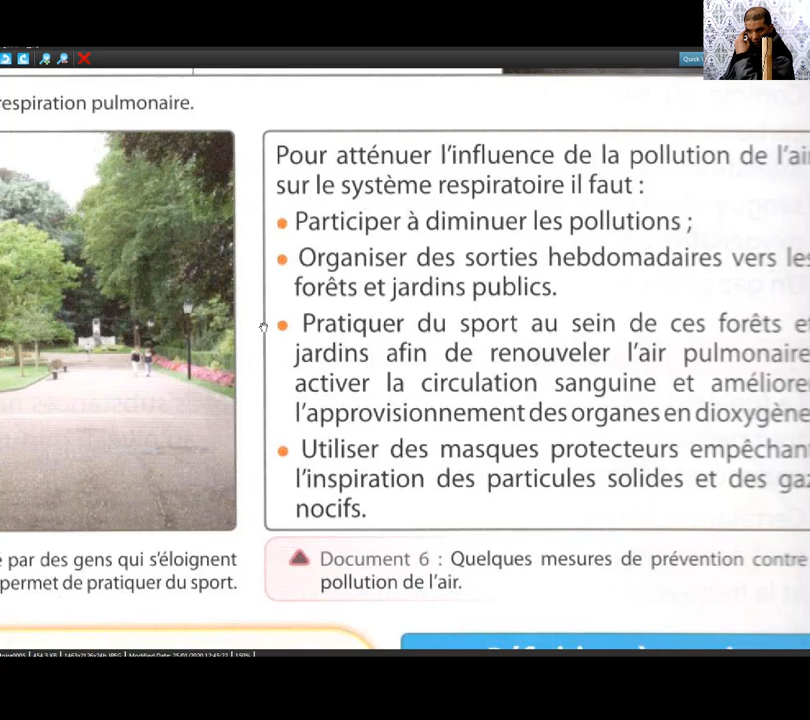 Quick
respiration pulmonaire.
Pour atténuer l'influence de la pollution de l'air
sur le système respiratoire il faut :
• Participer à diminuer les pollutions ;
• Organiser des sorties hebdomadaires vers les
forêts et jardins publics.
• Pratiquer du sport au sein de ces forêts et
jardins afin de renouveler l'air pulmonaire
activer la circulation sanguine et améliore
l'approvisionnement des organes en dioxygène
• Utiliser des masques protecteurs empêchant
l'inspiration des particules solides et des gaz
nocifs.
par des gens qui s'éloignent
permet de pratiquer du sport.
Document 6 : Quelques mesures de prévention contre
pollution de l'air.